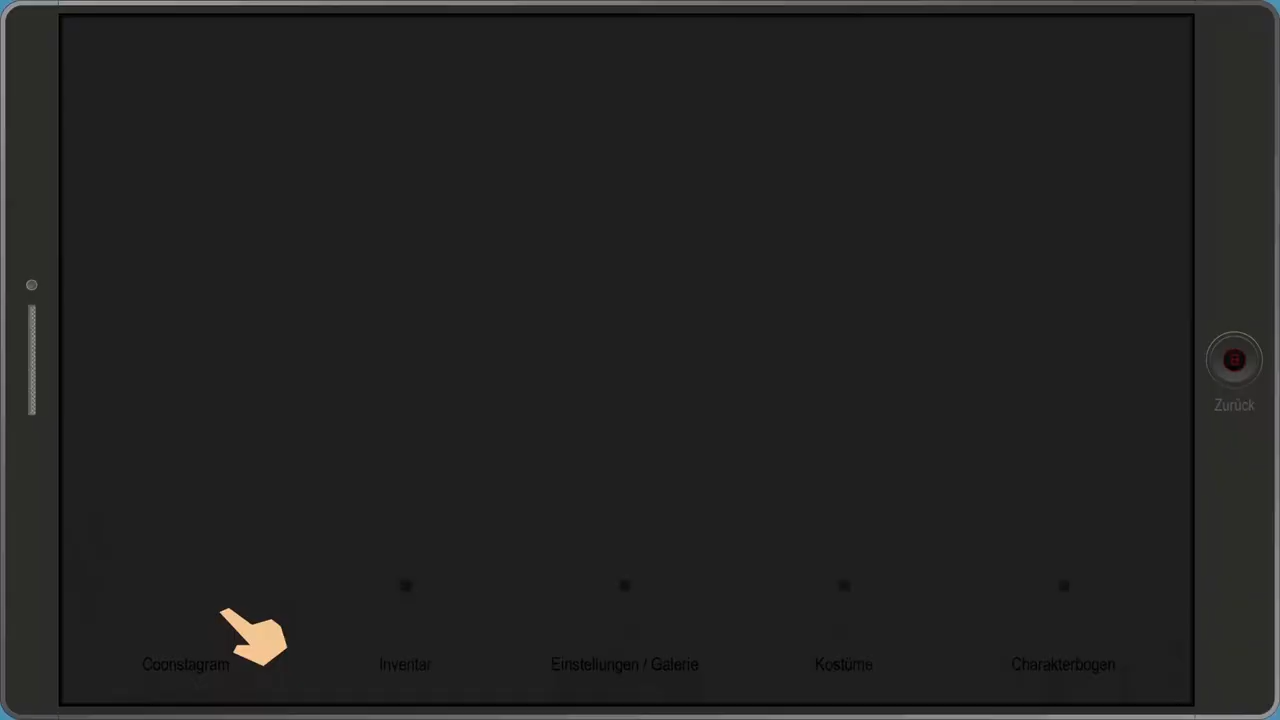 Zurück
Coonstagram
Inventar
Einstellungen / Galerie
Kostüme
Charakterbogen